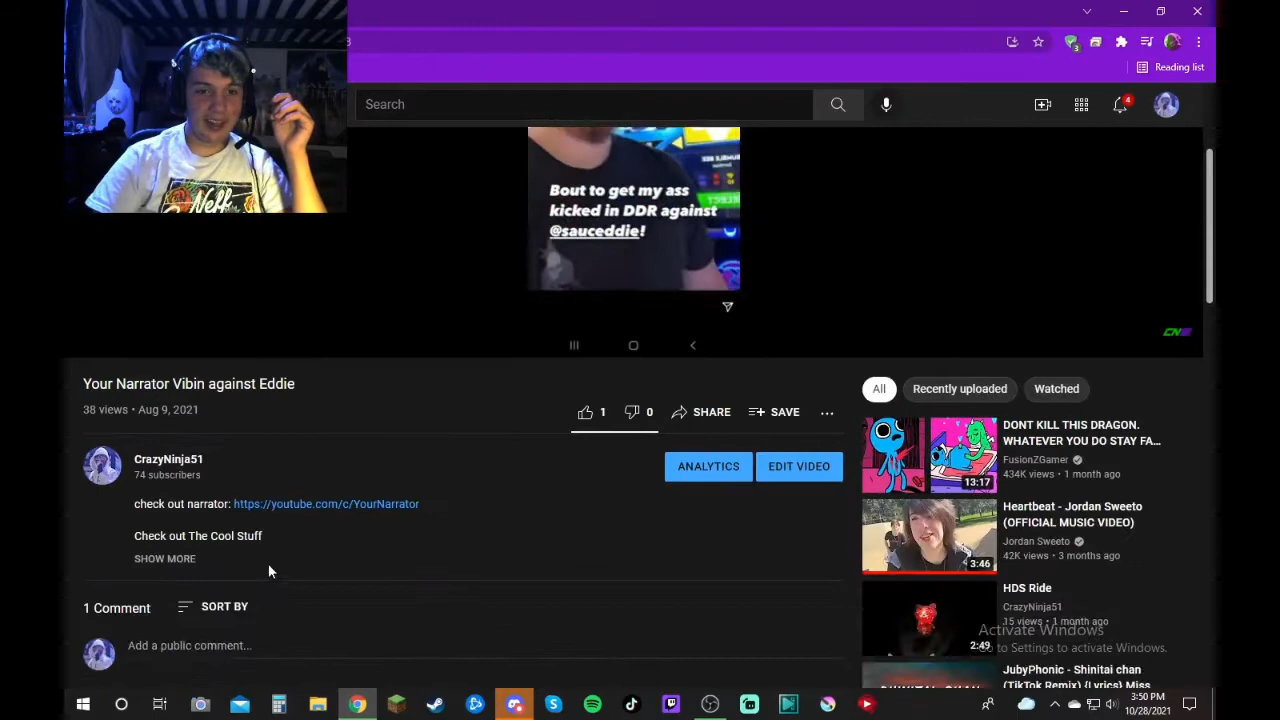 3
Reading list
Search
4
Neff
Bout to get my ass
kicked in DDR against
@sauceddie!
Your Narrator Vibin against Eddie
38 views • Aug 9, 2021
1
0
SHARE
SAVE
CrazyNinja51
74 subscribers
ANALYTICS
EDIT VIDEO
check out narrator: https://youtube.com/c/YourNarrator
Check out The Cool Stuff
SHOW MORE
1 Comment
SORT BY
Add a public comment...
All
Recently uploaded
Watched
DONT KILL THIS DRAGON.
WHATEVER YOU DO STAY FA...
FusionZGamer
434K views • 1 month ago
13:17
Heartbeat - Jordan Sweeto
(OFFICIAL MUSIC VIDEO)
Jordan Sweeto
42K views • 3 months ago
3:46
HDS Ride
CrazyNinja51
15 views • 1 month ago
2:49
Activate Windows
Go to Settings to activate Windows.
JubyPhonic - Shinitai chan
(TikTok Remix) {Lyrics} Miss
3:50 PM
10/28/2021